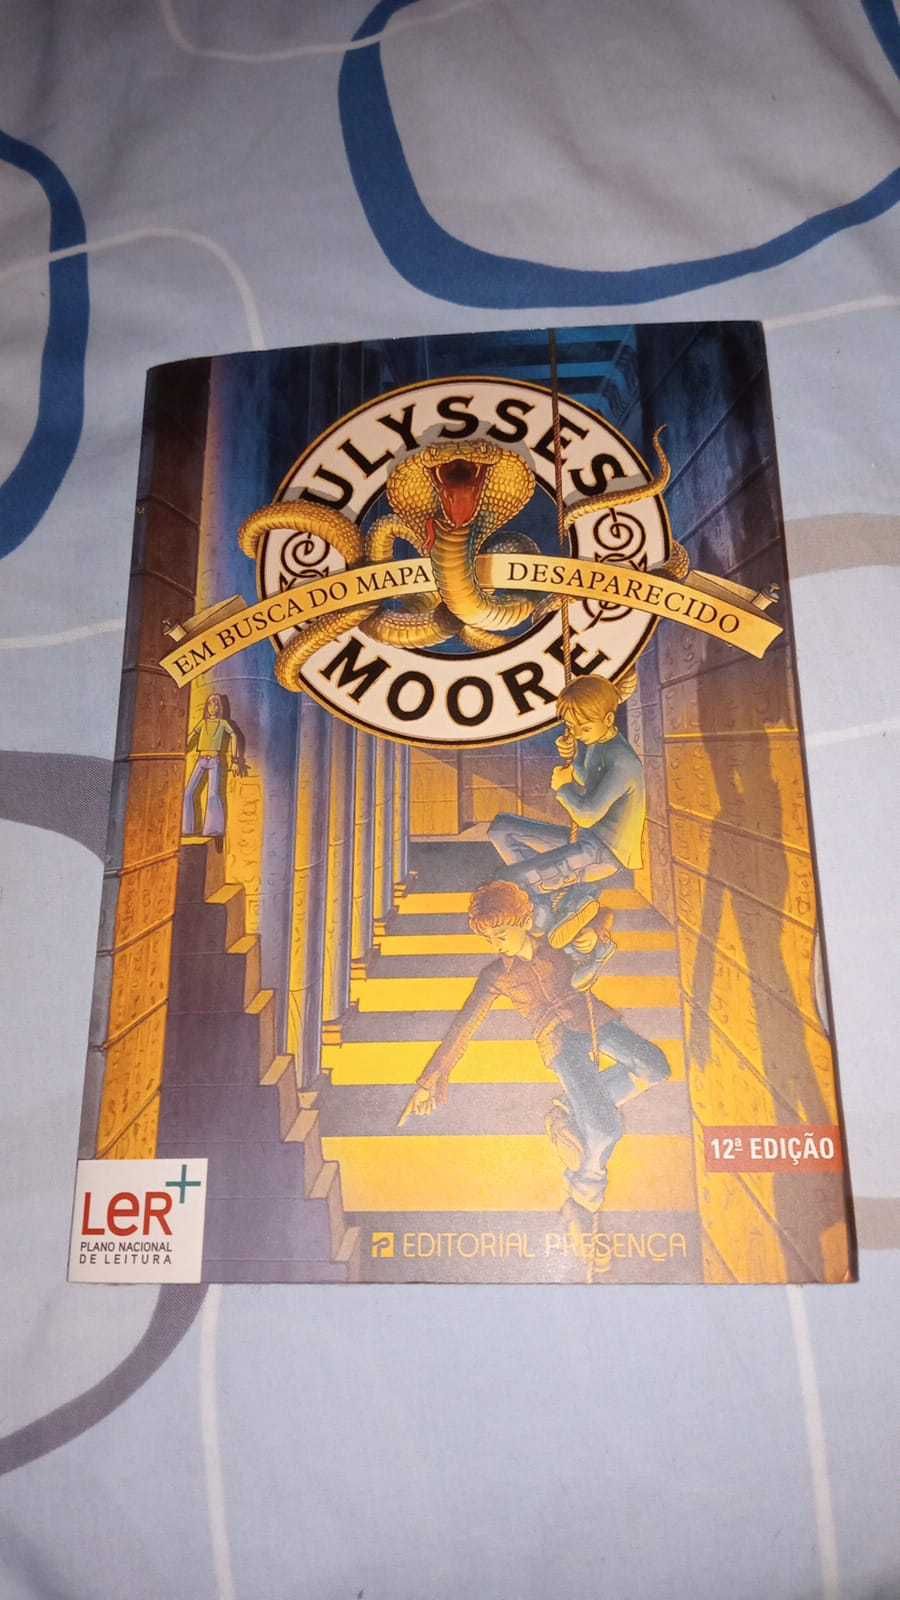 ULYSSES
EM BUSCA DO MAPA DESAPARECIDO
MOORE
12ª EDIÇÃO
LeR+
PLANO NACIONAL
DE LEITURA
EDITORIAL PRESENÇA